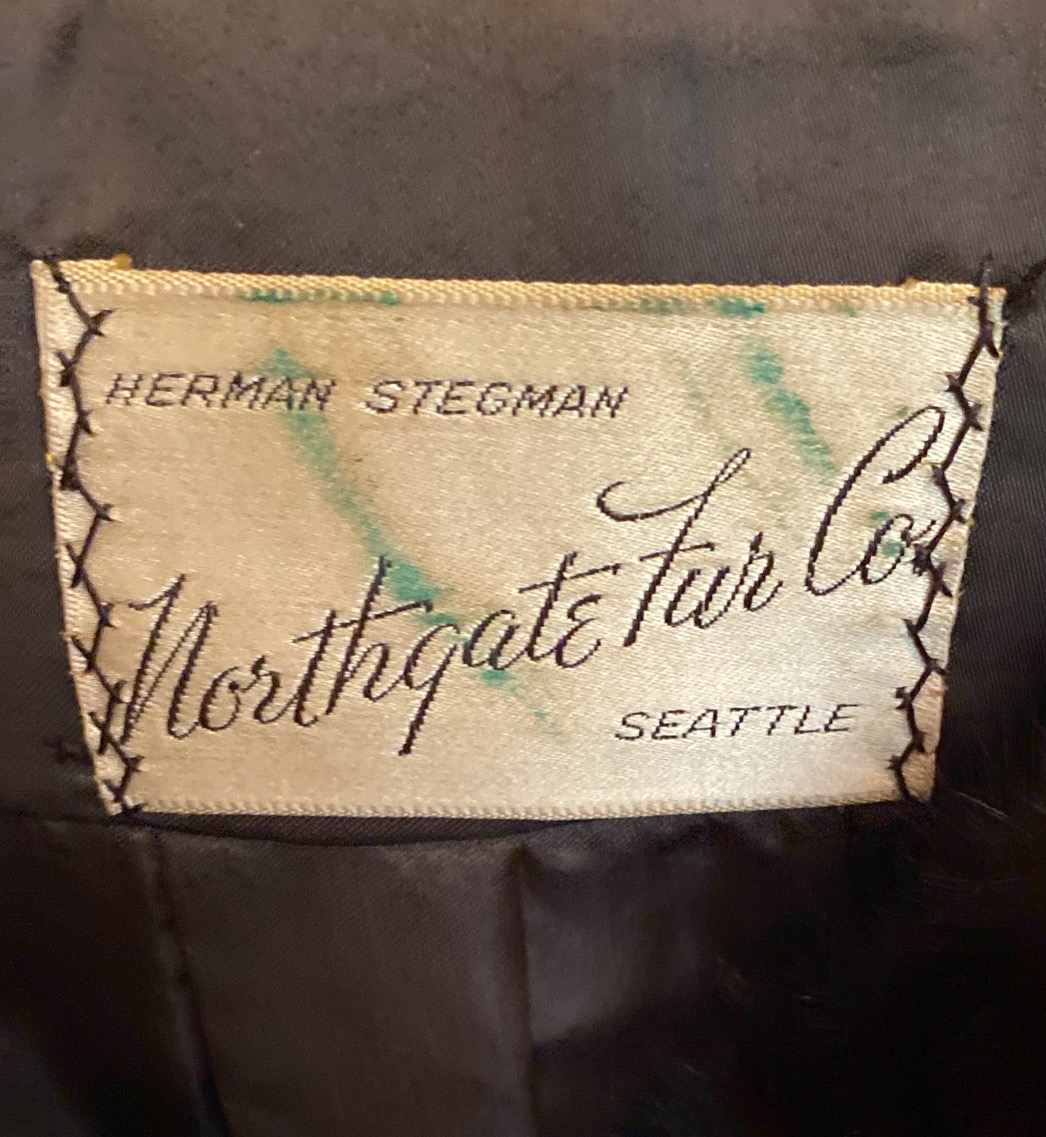 HERMAN STEGMAN
Northgate Fur Co.
SEATTLE